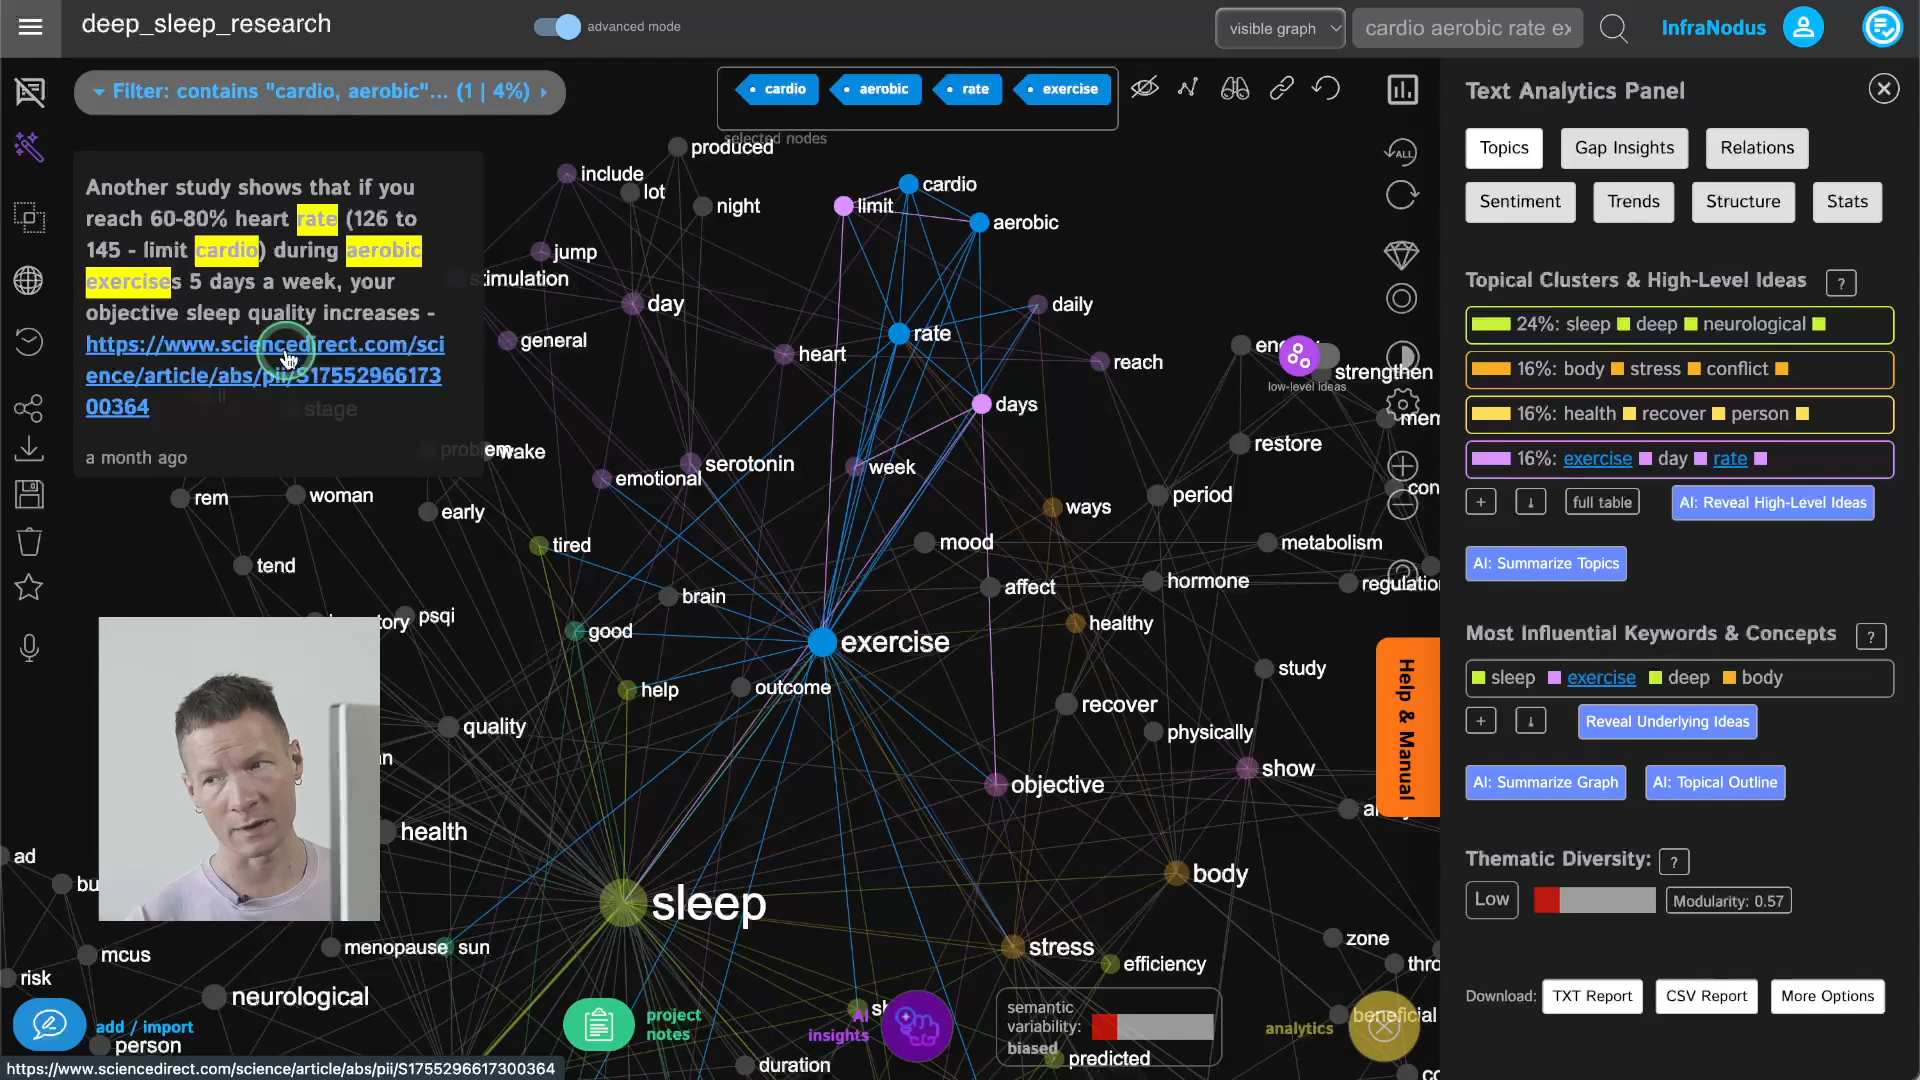 deep_sleep_research
advanced mode
visible graph
cardio aerobic rate ex
InfraNodus
Filter: contains "cardio, aerobic"... (1 | 4%)
cardio
aerobic
rate
exercise
selected nodes
Another study shows that if you
reach 60-80% heart rate (126 to
145 - limit cardio) during aerobic
exercises 5 days a week, your
objective sleep quality increases -
https://www.sciencedirect.com/sci
ence/article/abs/pii/S17552966173
00364
a month ago
produced
include
lot
night
limit
cardio
aerobic
jump
stimulation
day
daily
general
heart
rate
reach
low-level ideas
strengthen
stage
days
restore
problem
wake
serotonin
emotional
week
period
rem
woman
early
ways
tired
mood
metabolism
tend
brain
affect
hormone
psqi
good
exercise
healthy
study
help
outcome
recover
quality
physically
objective
show
health
ad
sleep
body
menopause
sun
stress
efficiency
zone
mcus
risk
neurological
person
duration
predicted
beneficial
ALL
Help & Manual
add / import
project
notes
AI
insights
semantic
variability:
biased
analytics
https://www.sciencedirect.com/science/article/abs/pii/S1755296617300364
Text Analytics Panel
Topics
Gap Insights
Relations
Sentiment
Trends
Structure
Stats
Topical Clusters & High-Level Ideas ?
24%: sleep deep neurological
16%: body stress conflict
16%: health recover person
16%: exercise day rate
+ ⤓ full table AI: Reveal High-Level Ideas
AI: Summarize Topics
Most Influential Keywords & Concepts ?
sleep exercise deep body
+ ⤓ Reveal Underlying Ideas
AI: Summarize Graph AI: Topical Outline
Thematic Diversity: ?
Low Modularity: 0.57
Download: TXT Report CSV Report More Options